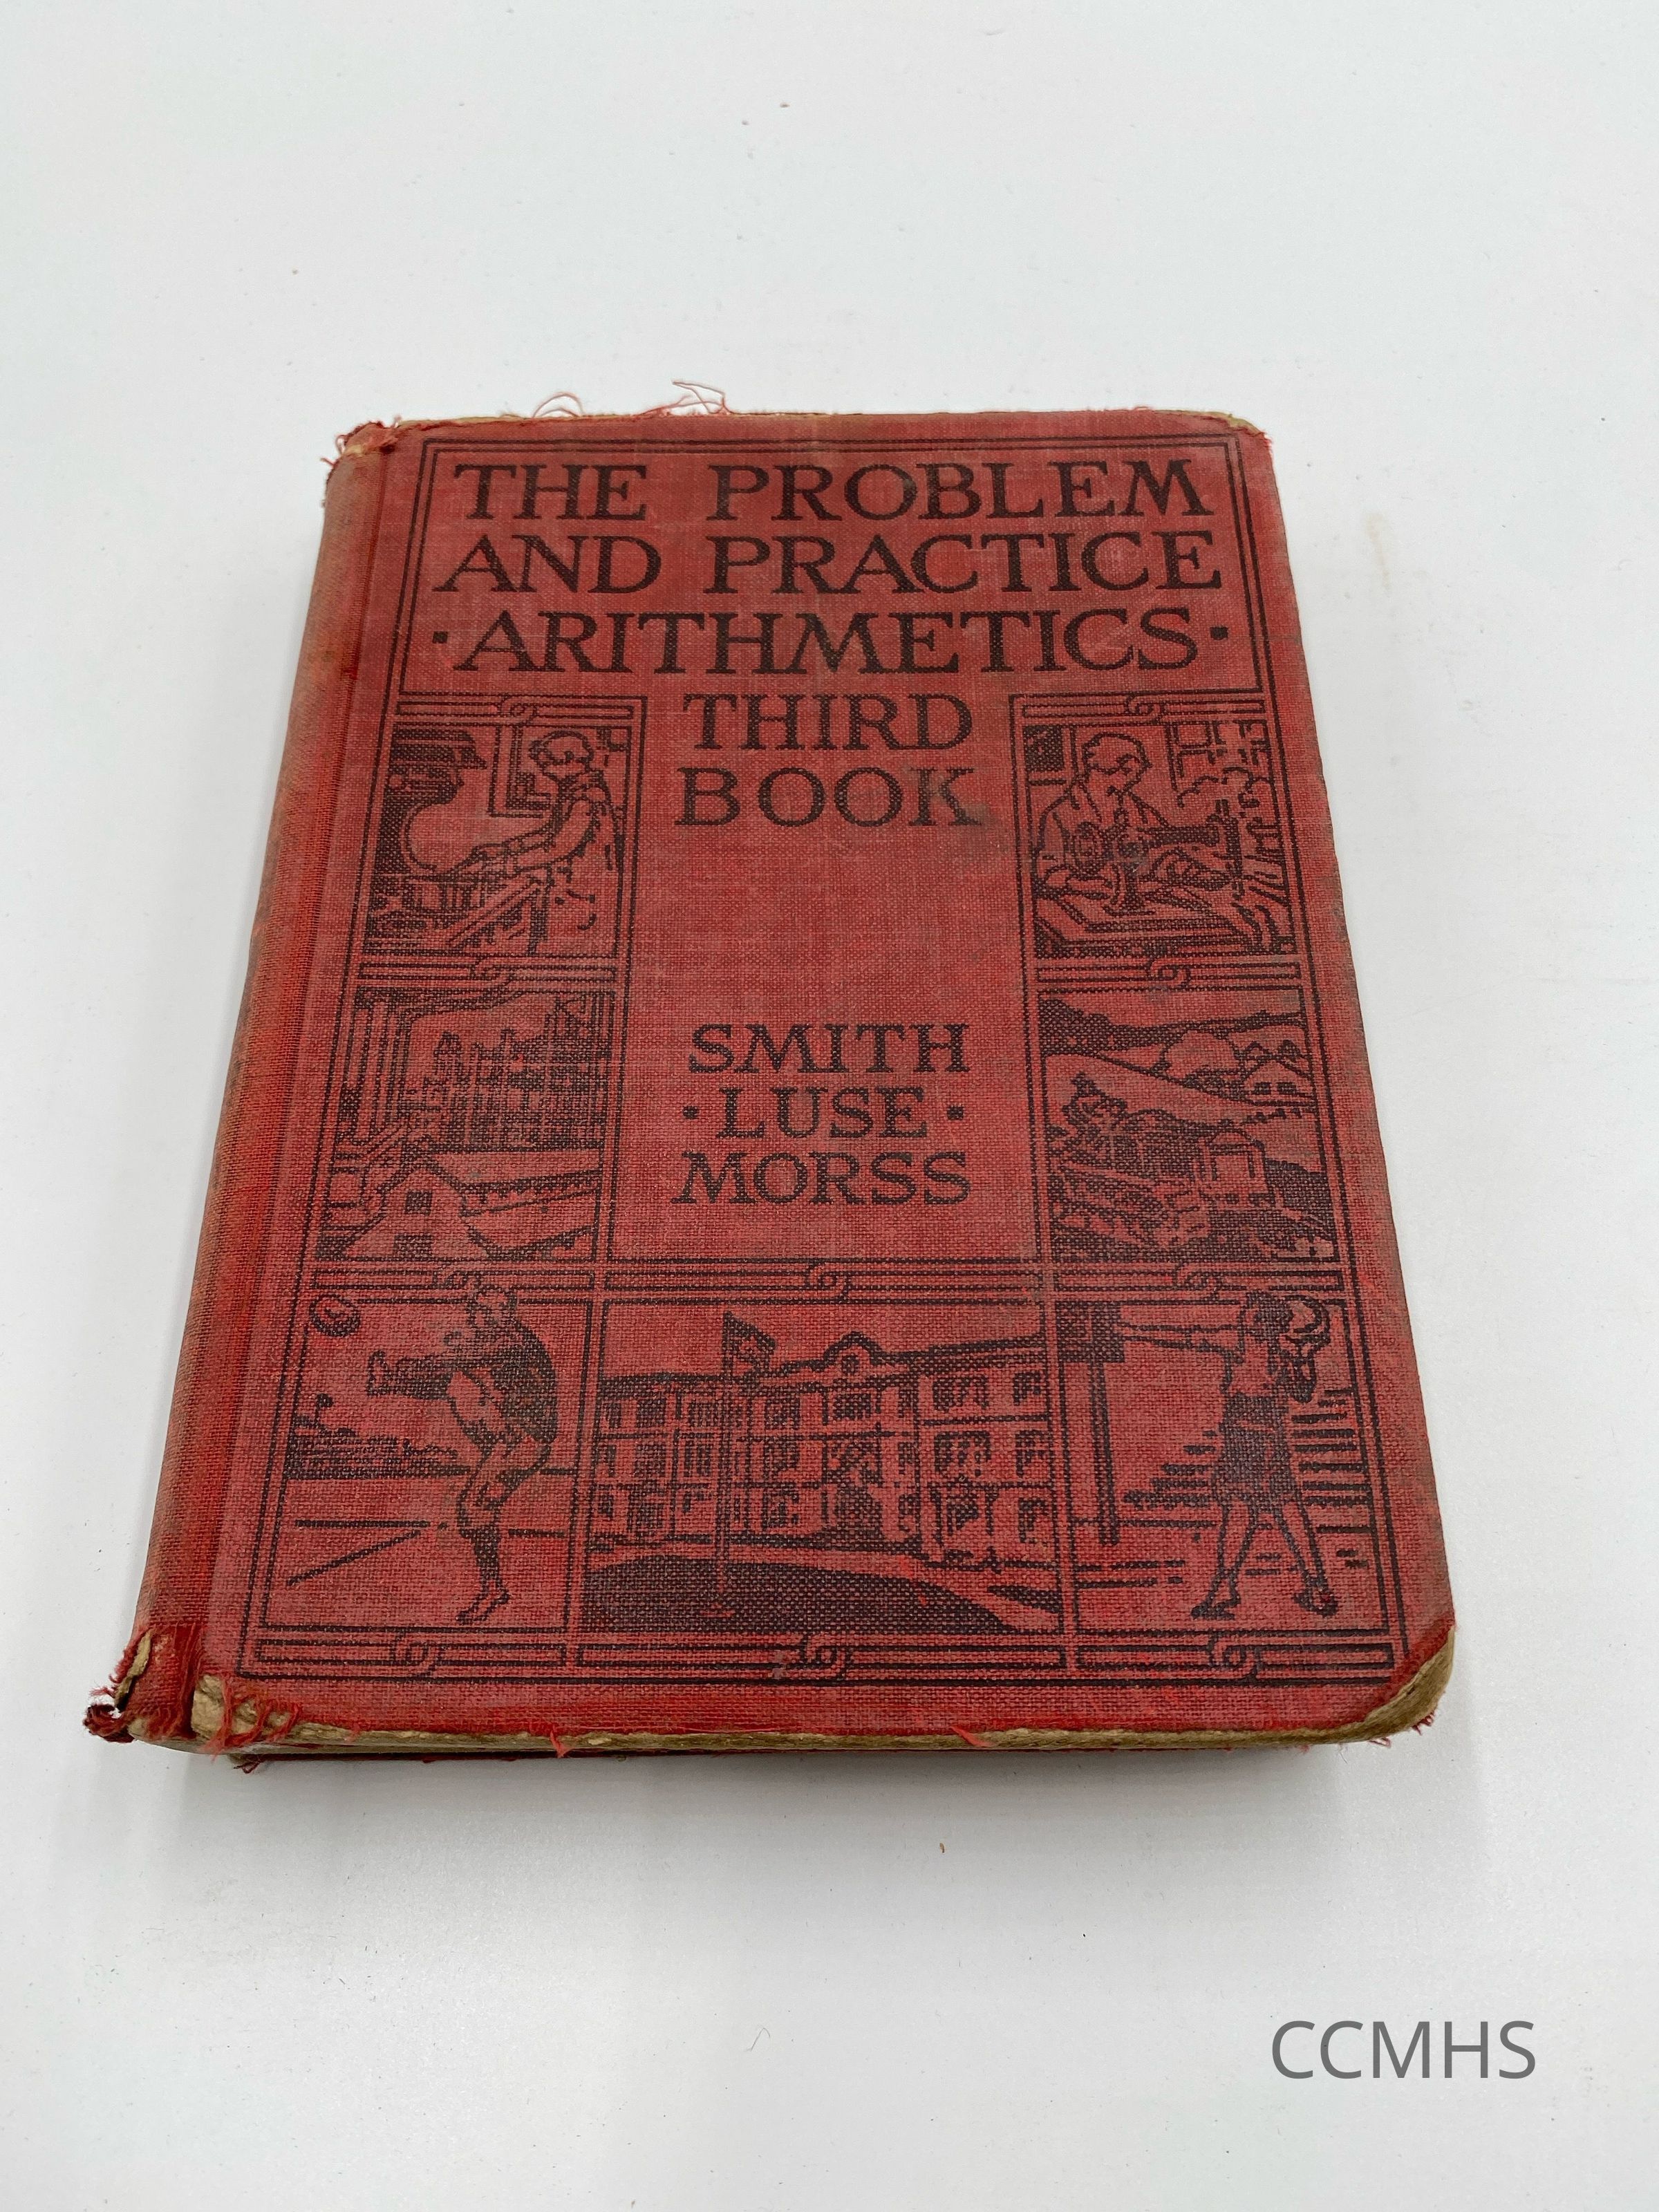 THE PROBLEM
AND PRACTICE
·ARITHMETICS·
THIRD
BOOK
SMITH
·LUSE·
MORSS
CCMHS